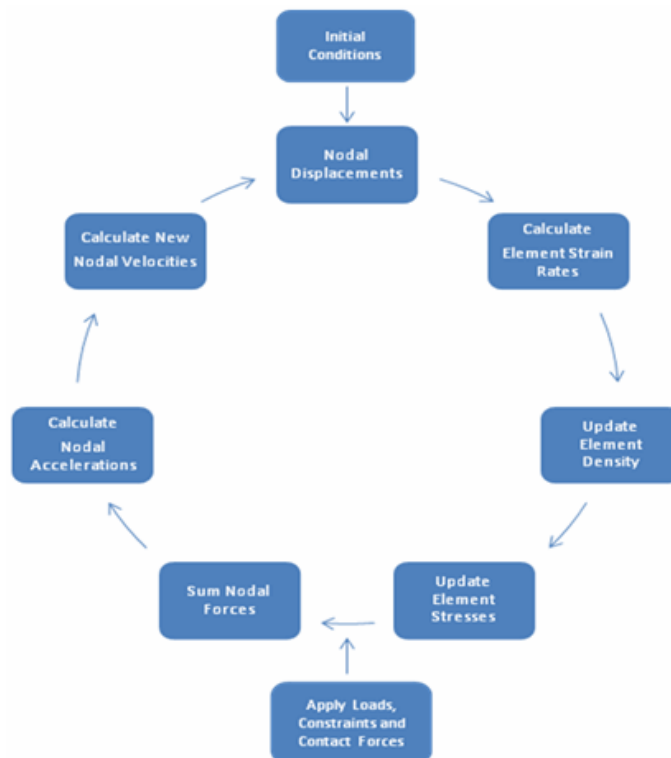 Initial
Conditions
Nodal
Displacements
Calculate New
Nodal Velocities
Calculate
Element Strain
Rates
Calculate
Nodal
Accelerations
Update
Element
Density
Sum Nodal
Forces
Update
Element
Stresses
Apply Loads,
Constraints and
Contact Forces